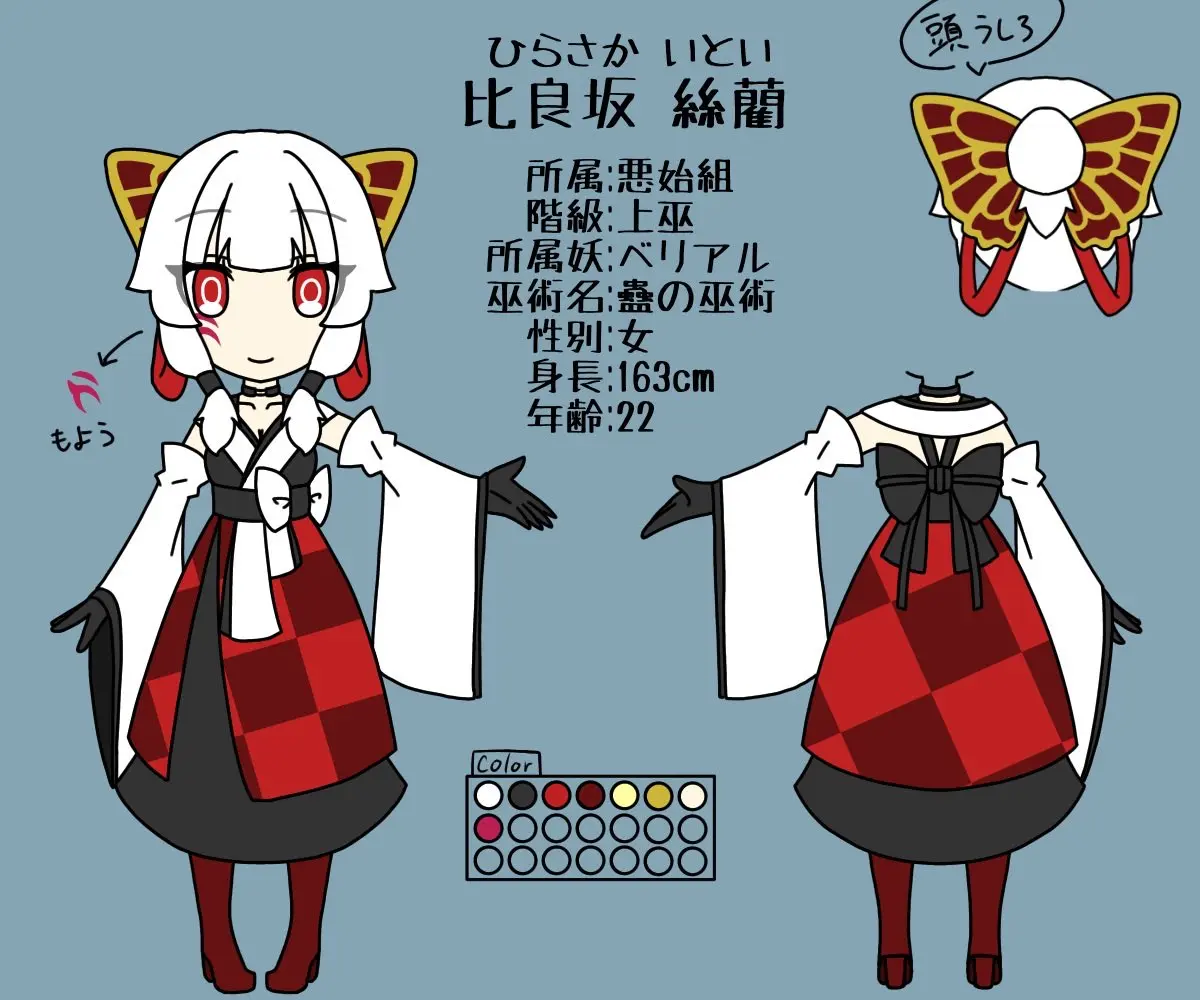 ひらさか いとい
比良坂 絲藺
所属:悪始組
階級:上巫
所属妖:ベリアル
巫術名:蠱の巫術
性別:女
身長:163cm
年齢:22
頭うしろ
もよう
Color